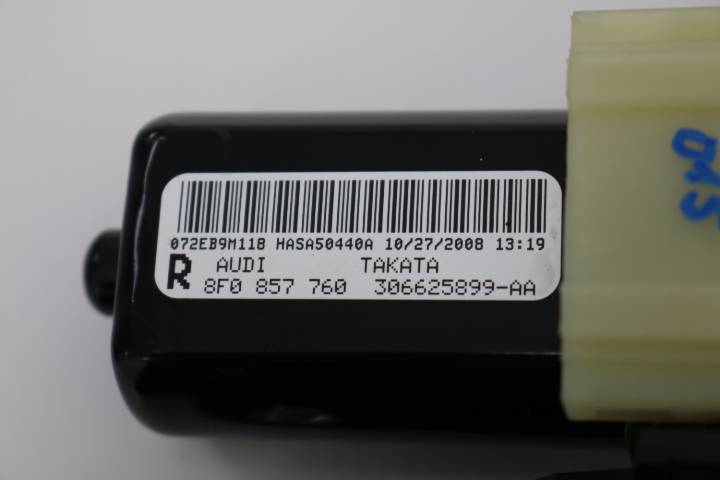 072EB9M118 HASA50440A 10/27/2008 13:19
R AUDI TAKATA
8F0 857 760 306625899-AA